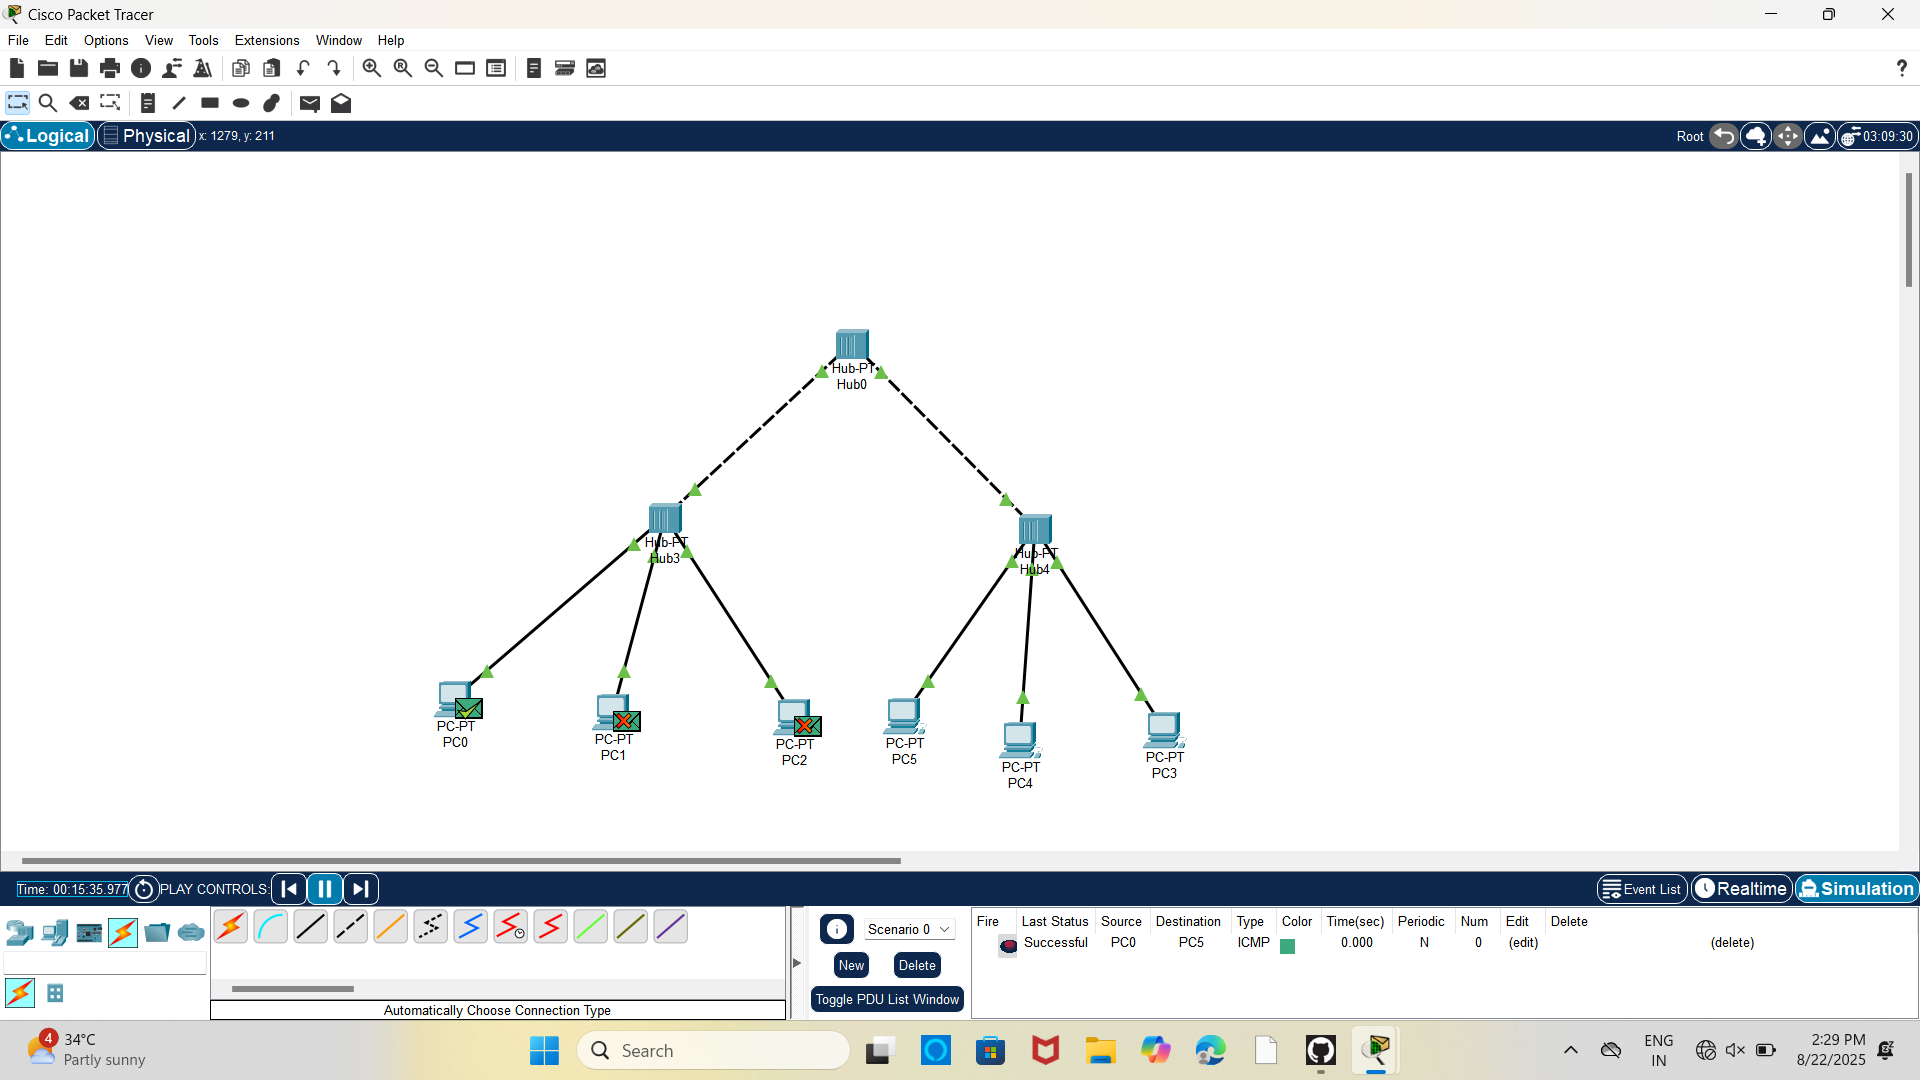 Cisco Packet Tracer
File Edit Options View Tools Extensions Window Help
?
Logical Physical x: 1279, y: 211 Root 03:09:30
Hub-PT
Hub0
Hub-PT
Hub3
Hub-PT
Hub4
PC-PT
PC0
PC-PT
PC1
PC-PT
PC2
PC-PT
PC5
PC-PT
PC4
PC-PT
PC3
Time: 00:15:35.977 PLAY CONTROLS: Event List Realtime Simulation
Scenario 0
New Delete
Toggle PDU List Window
Fire Last Status Source Destination Type Color Time(sec) Periodic Num Edit Delete
Successful PC0 PC5 ICMP 0.000 N 0 (edit) (delete)
Automatically Choose Connection Type
4
34°C
Partly sunny
Search
ENG
IN
2:29 PM
8/22/2025